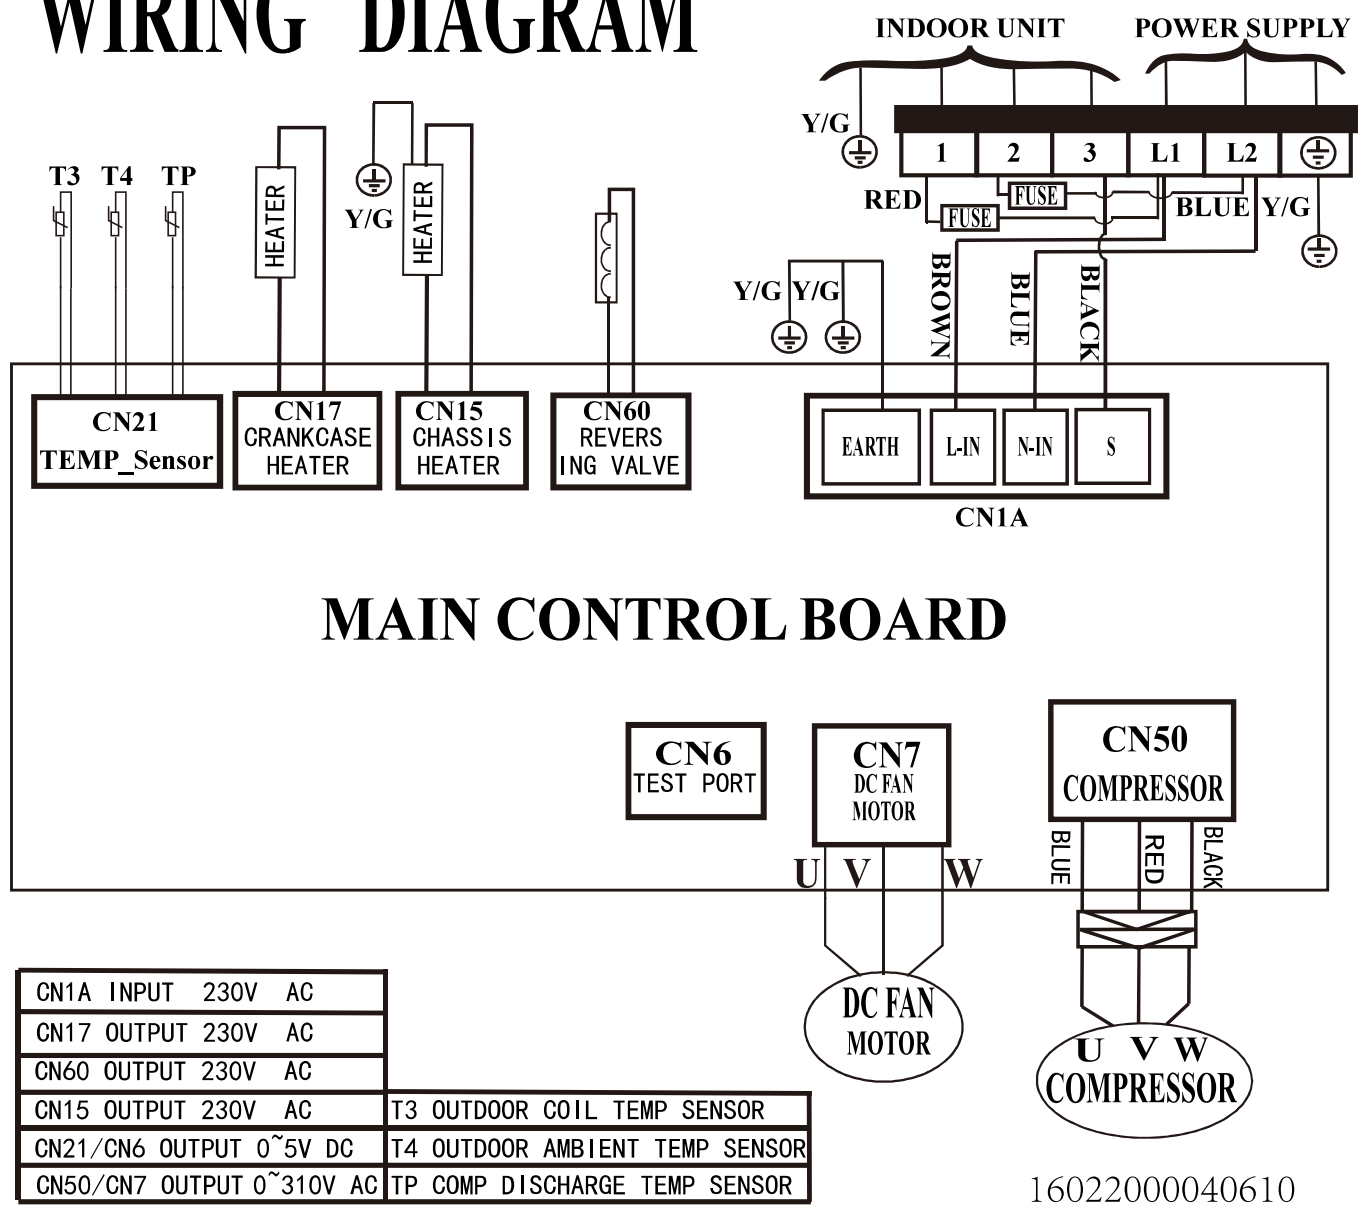 WIRING DIAGRAM
INDOOR UNIT POWER SUPPLY
Y/G
1 2 3 L1 L2
T3 T4 TP
HEATER
Y/G
HEATER
RED FUSE BLUE Y/G
FUSE
Y/G Y/G
BROWN
BLUE
BLACK
CN21
TEMP_Sensor
CN17
CRANKCASE
HEATER
CN15
CHASSIS
HEATER
CN60
REVERS
ING VALVE
EARTH L-IN N-IN S
CN1A
MAIN CONTROL BOARD
CN6
TEST PORT
CN7
DC FAN
MOTOR
CN50
COMPRESSOR
U V W
BLUE
RED
BLACK
DC FAN
MOTOR
U V W
COMPRESSOR
CN1A INPUT 230V AC
CN17 OUTPUT 230V AC
CN60 OUTPUT 230V AC
CN15 OUTPUT 230V AC T3 OUTDOOR COIL TEMP SENSOR
CN21/CN6 OUTPUT 0~5V DC T4 OUTDOOR AMBIENT TEMP SENSOR
CN50/CN7 OUTPUT 0~310V AC TP COMP DISCHARGE TEMP SENSOR
16022000040610